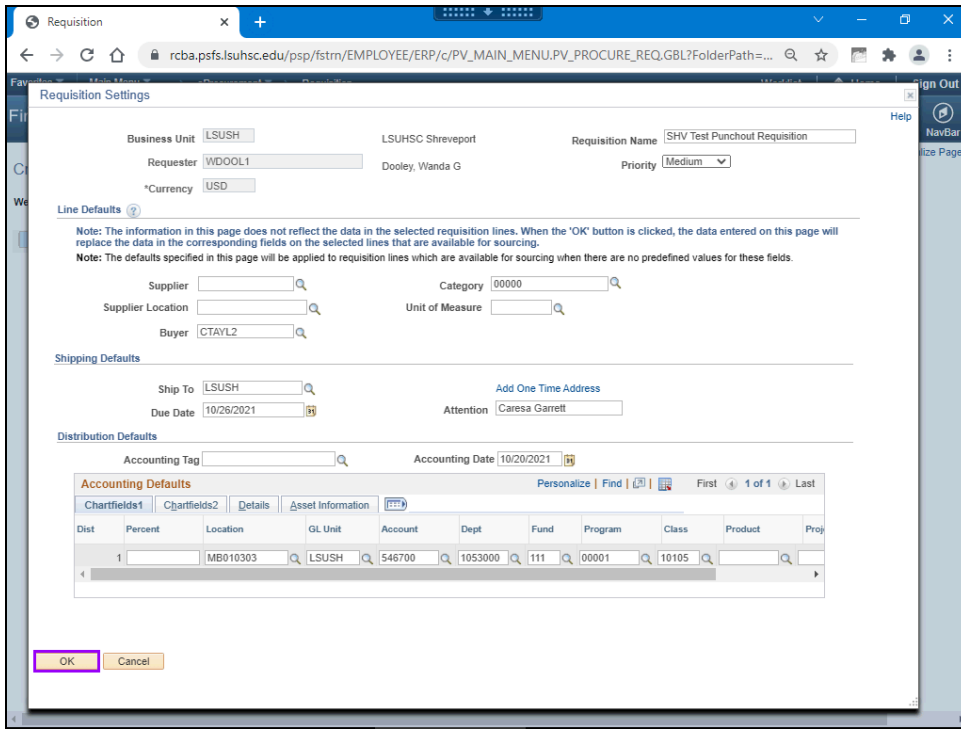 Requisition
rcba.psfs.lsuhsc.edu/psp/fstrn/EMPLOYEE/ERP/c/PV_MAIN_MENU.PV_PROCURE_REQ.GBL?FolderPath=...
Sign Out
Requisition Settings
Help
NavBar
Business Unit LSUSH LSUHSC Shreveport Requisition Name SHV Test Punchout Requisition
Requester WDOOL1 Dooley, Wanda G Priority Medium
*Currency USD
Line Defaults ?
Note: The information in this page does not reflect the data in the selected requisition lines. When the 'OK' button is clicked, the data entered on this page will
replace the data in the corresponding fields on the selected lines that are available for sourcing.
Note: The defaults specified in this page will be applied to requisition lines which are available for sourcing when there are no predefined values for these fields.
Supplier Category 00000
Supplier Location Unit of Measure
Buyer CTAYL2
Shipping Defaults
Ship To LSUSH Add One Time Address
Due Date 10/26/2021 Attention Caresa Garrett
Distribution Defaults
Accounting Tag Accounting Date 10/20/2021
Accounting Defaults Personalize | Find | First 1 of 1 Last
Chartfields1 Chartfields2 Details Asset Information
Dist Percent Location GL Unit Account Dept Fund Program Class Product Proj
1 MB010303 LSUSH 546700 1053000 111 00001 10105
OK Cancel